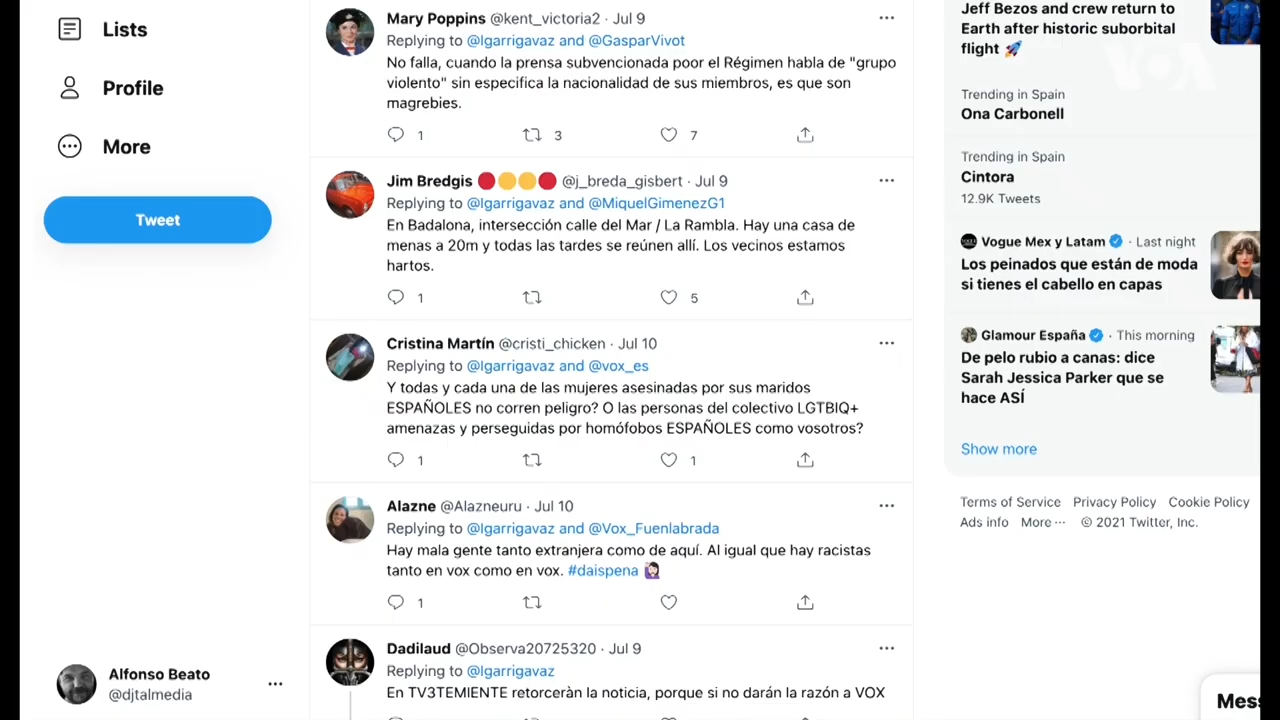 Lists
Profile
More
Tweet
Alfonso Beato
@djtalmedia
Mary Poppins @kent_victoria2 · Jul 9
Replying to @Igarrigavaz and @GasparVivot
No falla, cuando la prensa subvencionada poor el Régimen habla de "grupo
violento" sin especifica la nacionalidad de sus miembros, es que son
magrebies.
1 3 7
Jim Bredgis @j_breda_gisbert · Jul 9
Replying to @Igarrigavaz and @MiquelGimenezG1
En Badalona, intersección calle del Mar / La Rambla. Hay una casa de
menas a 20m y todas las tardes se reúnen allí. Los vecinos estamos
hartos.
1 5
Cristina Martín @cristi_chicken · Jul 10
Replying to @Igarrigavaz and @vox_es
Y todas y cada una de las mujeres asesinadas por sus maridos
ESPAÑOLES no corren peligro? O las personas del colectivo LGTBIQ+
amenazas y perseguidas por homófobos ESPAÑOLES como vosotros?
1 1
Alazne @Alazneuru · Jul 10
Replying to @Igarrigavaz and @Vox_Fuenlabrada
Hay mala gente tanto extranjera como de aquí. Al igual que hay racistas
tanto en vox como en vox. #daispena 🙋🏻‍♀️
1
Dadilaud @Observa20725320 · Jul 9
Replying to @Igarrigavaz
En TV3TEMIENTE retorceràn la noticia, porque si no darán la razón a VOX
Jeff Bezos and crew return to
Earth after historic suborbital
flight 🚀
VOA
Trending in Spain
Ona Carbonell
Trending in Spain
Cintora
12.9K Tweets
Vogue Mex y Latam · Last night
Los peinados que están de moda
si tienes el cabello en capas
Glamour España · This morning
De pelo rubio a canas: dice
Sarah Jessica Parker que se
hace ASÍ
Show more
Terms of Service Privacy Policy Cookie Policy
Ads info More ··· © 2021 Twitter, Inc.